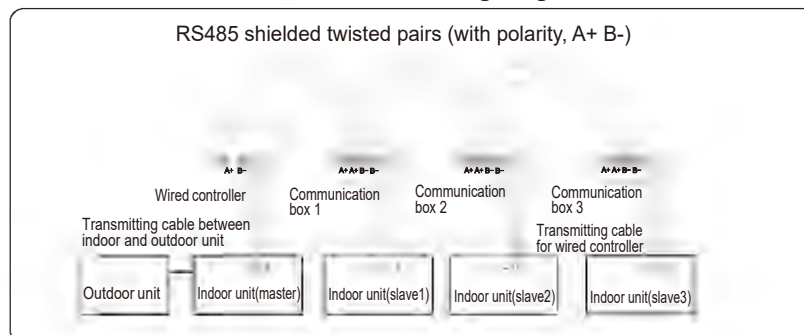 RS485 shielded twisted pairs (with polarity, A+ B-)
A+ B-
A+A+B-B-
A+A+B-B-
A+A+B-B-
Wired controller
Communication
box 1
Communication
box 2
Communication
box 3
Transmitting cable between
indoor and outdoor unit
Transmitting cable
for wired controller
Outdoor unit
Indoor unit(master)
Indoor unit(slave1)
Indoor unit(slave2)
Indoor unit(slave3)